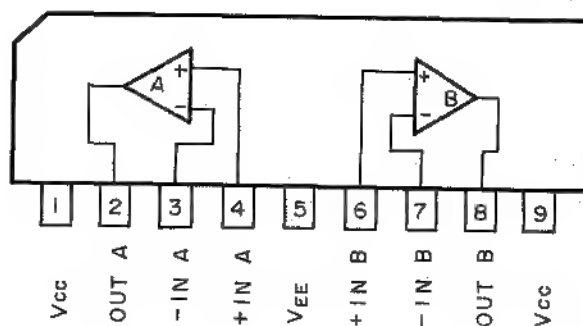 +
A
-
+
-
B
1 2 3 4 5 6 7 8 9
VCC
OUT A
-IN A
+IN A
VEE
+IN B
-IN B
OUT B
VCC